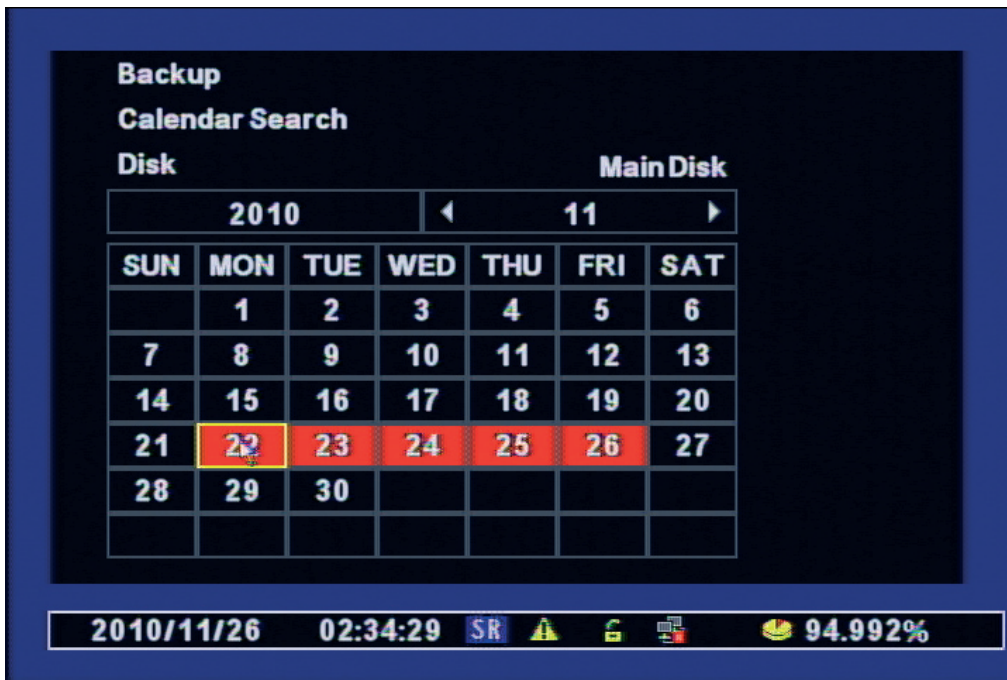 Backup
Calendar Search
Disk Main Disk
2010 11
SUN MON TUE WED THU FRI SAT
1 2 3 4 5 6
7 8 9 10 11 12 13
14 15 16 17 18 19 20
21 22 23 24 25 26 27
28 29 30
2010/11/26 02:34:29 SR 94.992%